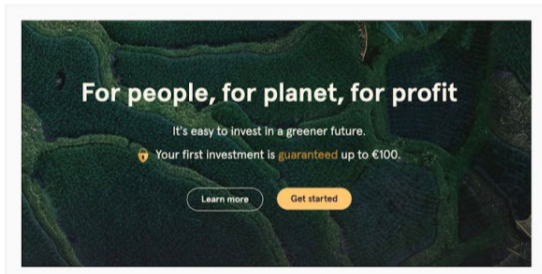 For people, for planet, for profit
It's easy to invest in a greener future.
Your first investment is guaranteed up to €100.
Learn more
Get started